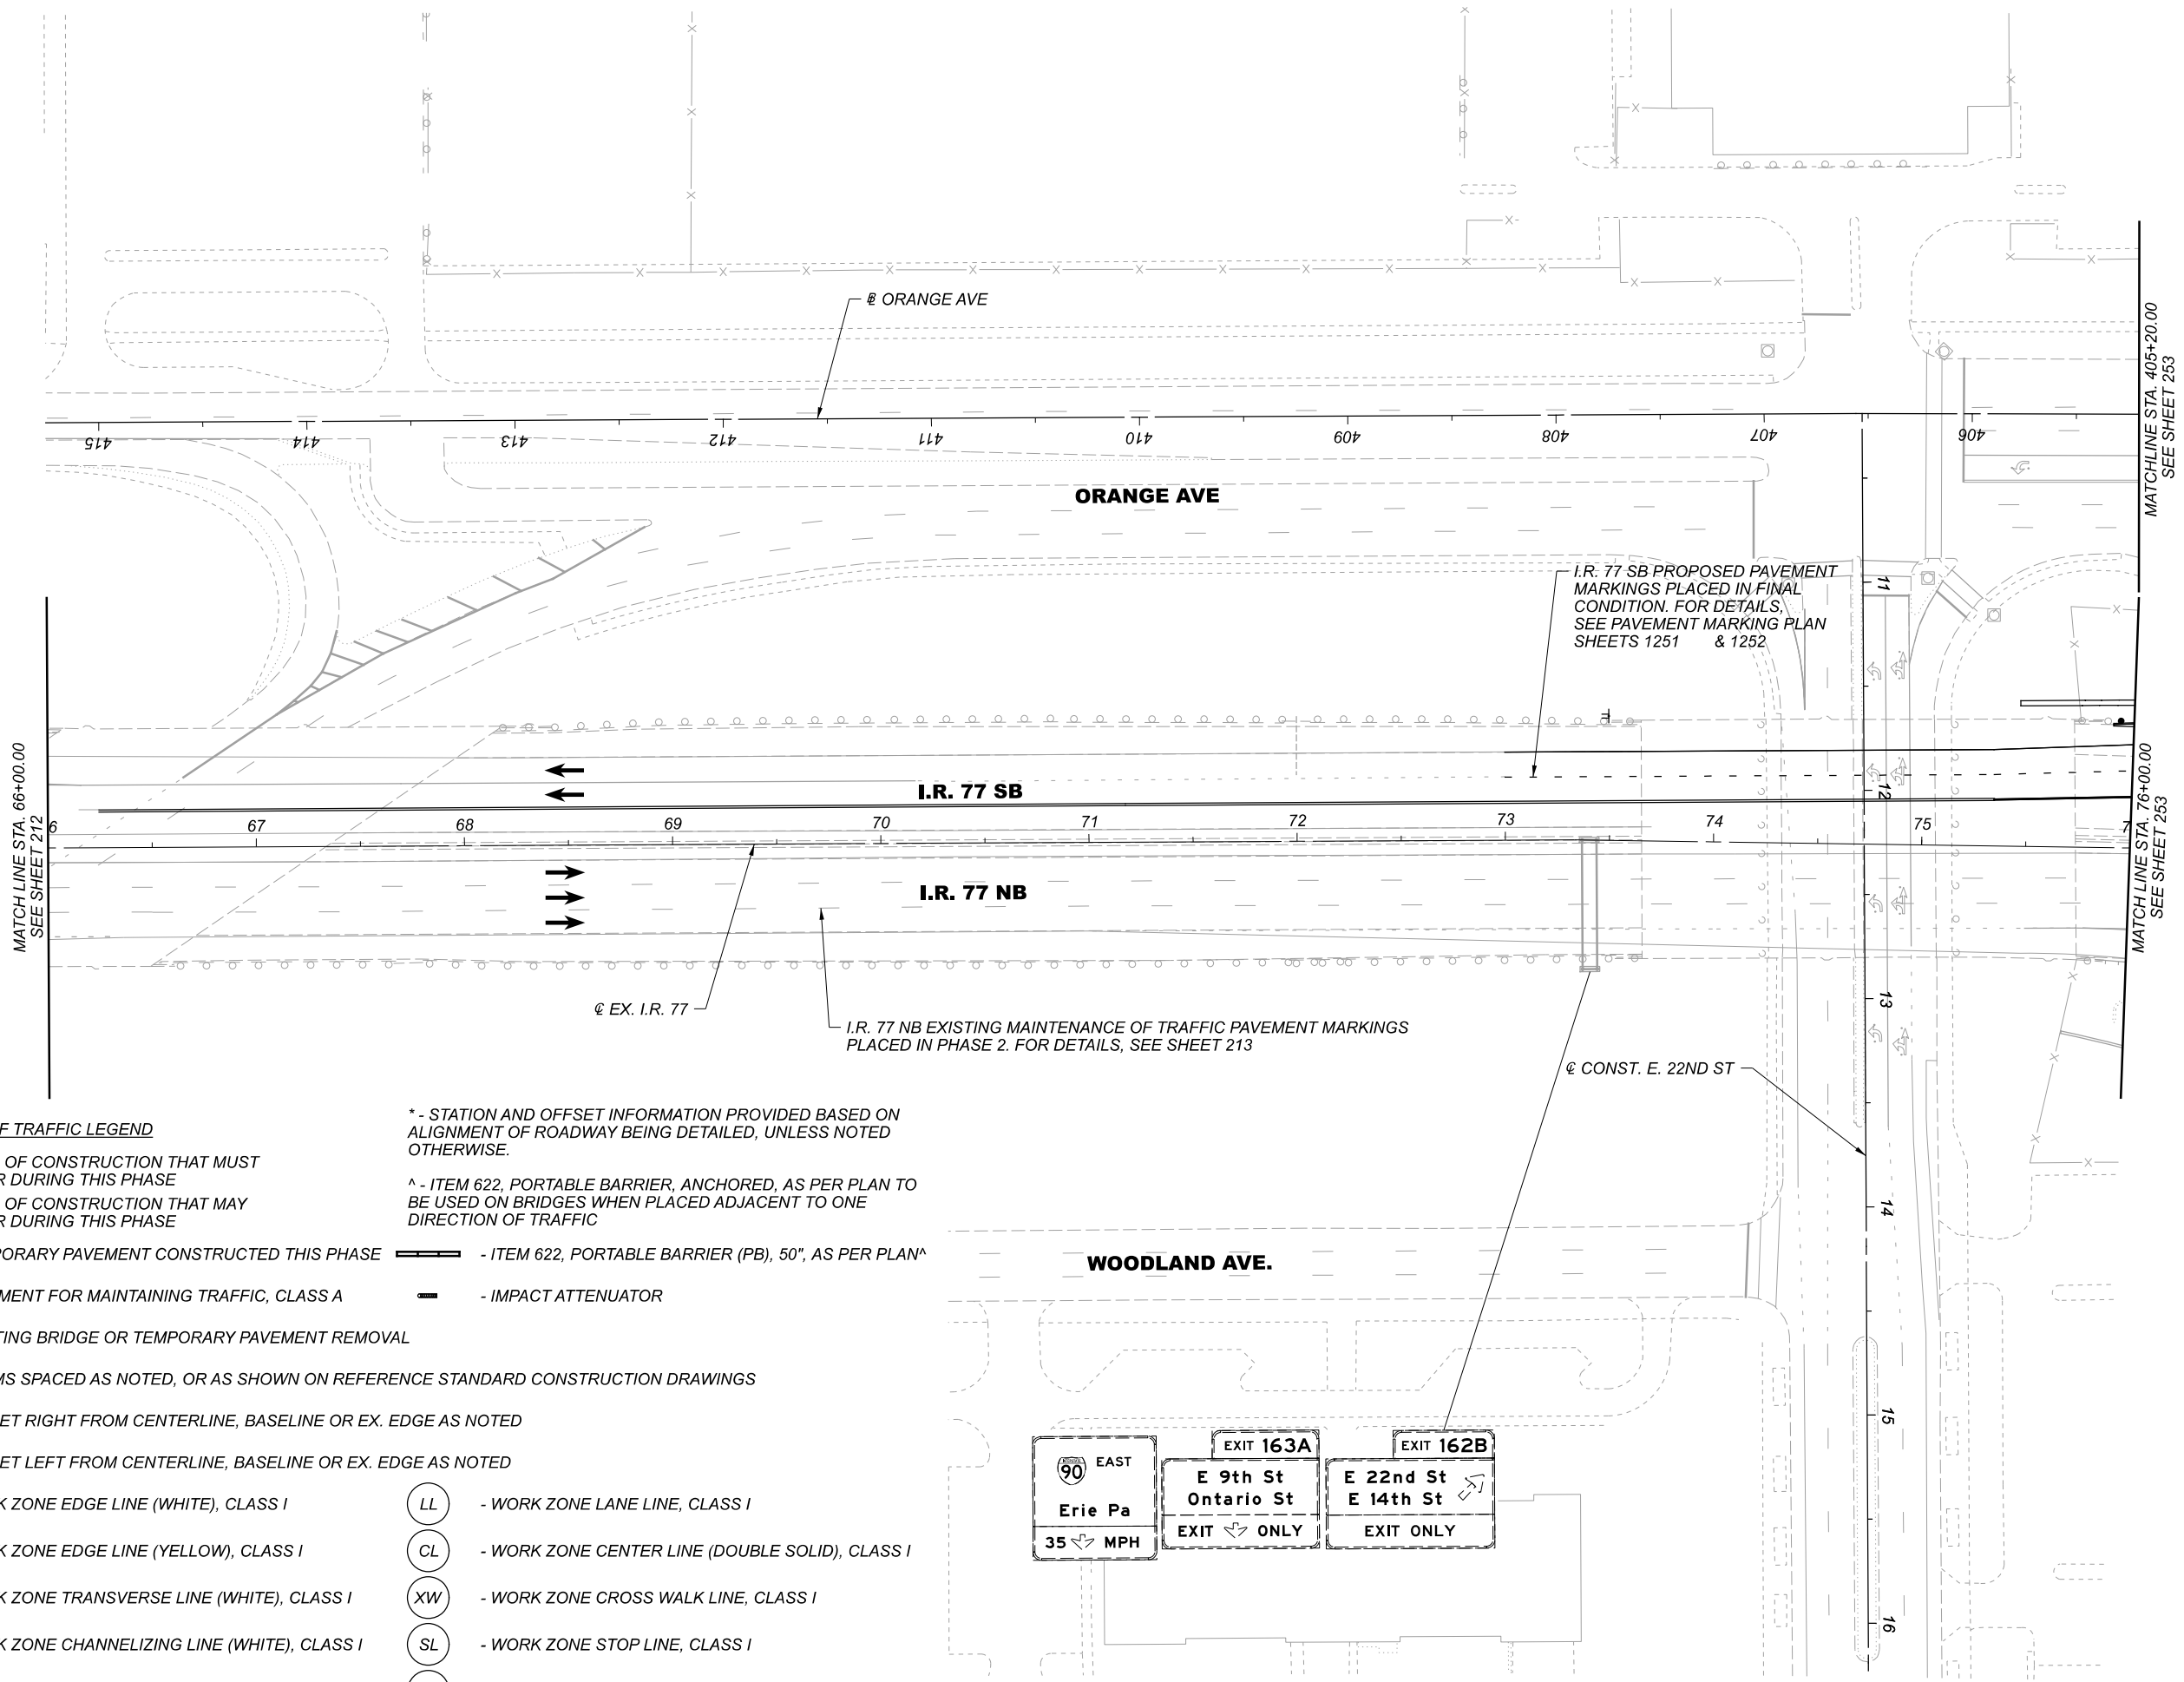 ℄ ORANGE AVE
MATCHLINE STA. 405+20.00
SEE SHEET 253
415
414
413
412
411
410
409
408
407
406
ORANGE AVE
I.R. 77 SB PROPOSED PAVEMENT
MARKINGS PLACED IN FINAL
CONDITION. FOR DETAILS,
SEE PAVEMENT MARKING PLAN
SHEETS 1251 & 1252
11
12
13
14
15
16
MATCH LINE STA. 66+00.00
SEE SHEET 212
I.R. 77 SB
6
67
68
69
70
71
72
73
74
75
7
MATCH LINE STA. 76+00.00
SEE SHEET 253
I.R. 77 NB
℄ EX. I.R. 77
I.R. 77 NB EXISTING MAINTENANCE OF TRAFFIC PAVEMENT MARKINGS
PLACED IN PHASE 2. FOR DETAILS, SEE SHEET 213
℄ CONST. E. 22ND ST
F TRAFFIC LEGEND
OF CONSTRUCTION THAT MUST
R DURING THIS PHASE
OF CONSTRUCTION THAT MAY
R DURING THIS PHASE
* - STATION AND OFFSET INFORMATION PROVIDED BASED ON
ALIGNMENT OF ROADWAY BEING DETAILED, UNLESS NOTED
OTHERWISE.
^ - ITEM 622, PORTABLE BARRIER, ANCHORED, AS PER PLAN TO
BE USED ON BRIDGES WHEN PLACED ADJACENT TO ONE
DIRECTION OF TRAFFIC
PORARY PAVEMENT CONSTRUCTED THIS PHASE
- ITEM 622, PORTABLE BARRIER (PB), 50", AS PER PLAN^
MENT FOR MAINTAINING TRAFFIC, CLASS A
- IMPACT ATTENUATOR
TING BRIDGE OR TEMPORARY PAVEMENT REMOVAL
MS SPACED AS NOTED, OR AS SHOWN ON REFERENCE STANDARD CONSTRUCTION DRAWINGS
ET RIGHT FROM CENTERLINE, BASELINE OR EX. EDGE AS NOTED
ET LEFT FROM CENTERLINE, BASELINE OR EX. EDGE AS NOTED
K ZONE EDGE LINE (WHITE), CLASS I
LL - WORK ZONE LANE LINE, CLASS I
K ZONE EDGE LINE (YELLOW), CLASS I
CL - WORK ZONE CENTER LINE (DOUBLE SOLID), CLASS I
K ZONE TRANSVERSE LINE (WHITE), CLASS I
XW - WORK ZONE CROSS WALK LINE, CLASS I
K ZONE CHANNELIZING LINE (WHITE), CLASS I
SL - WORK ZONE STOP LINE, CLASS I
WOODLAND AVE.
90 EAST
Erie Pa
35 MPH
EXIT 163A
E 9th St
Ontario St
EXIT ONLY
EXIT 162B
E 22nd St
E 14th St
EXIT ONLY